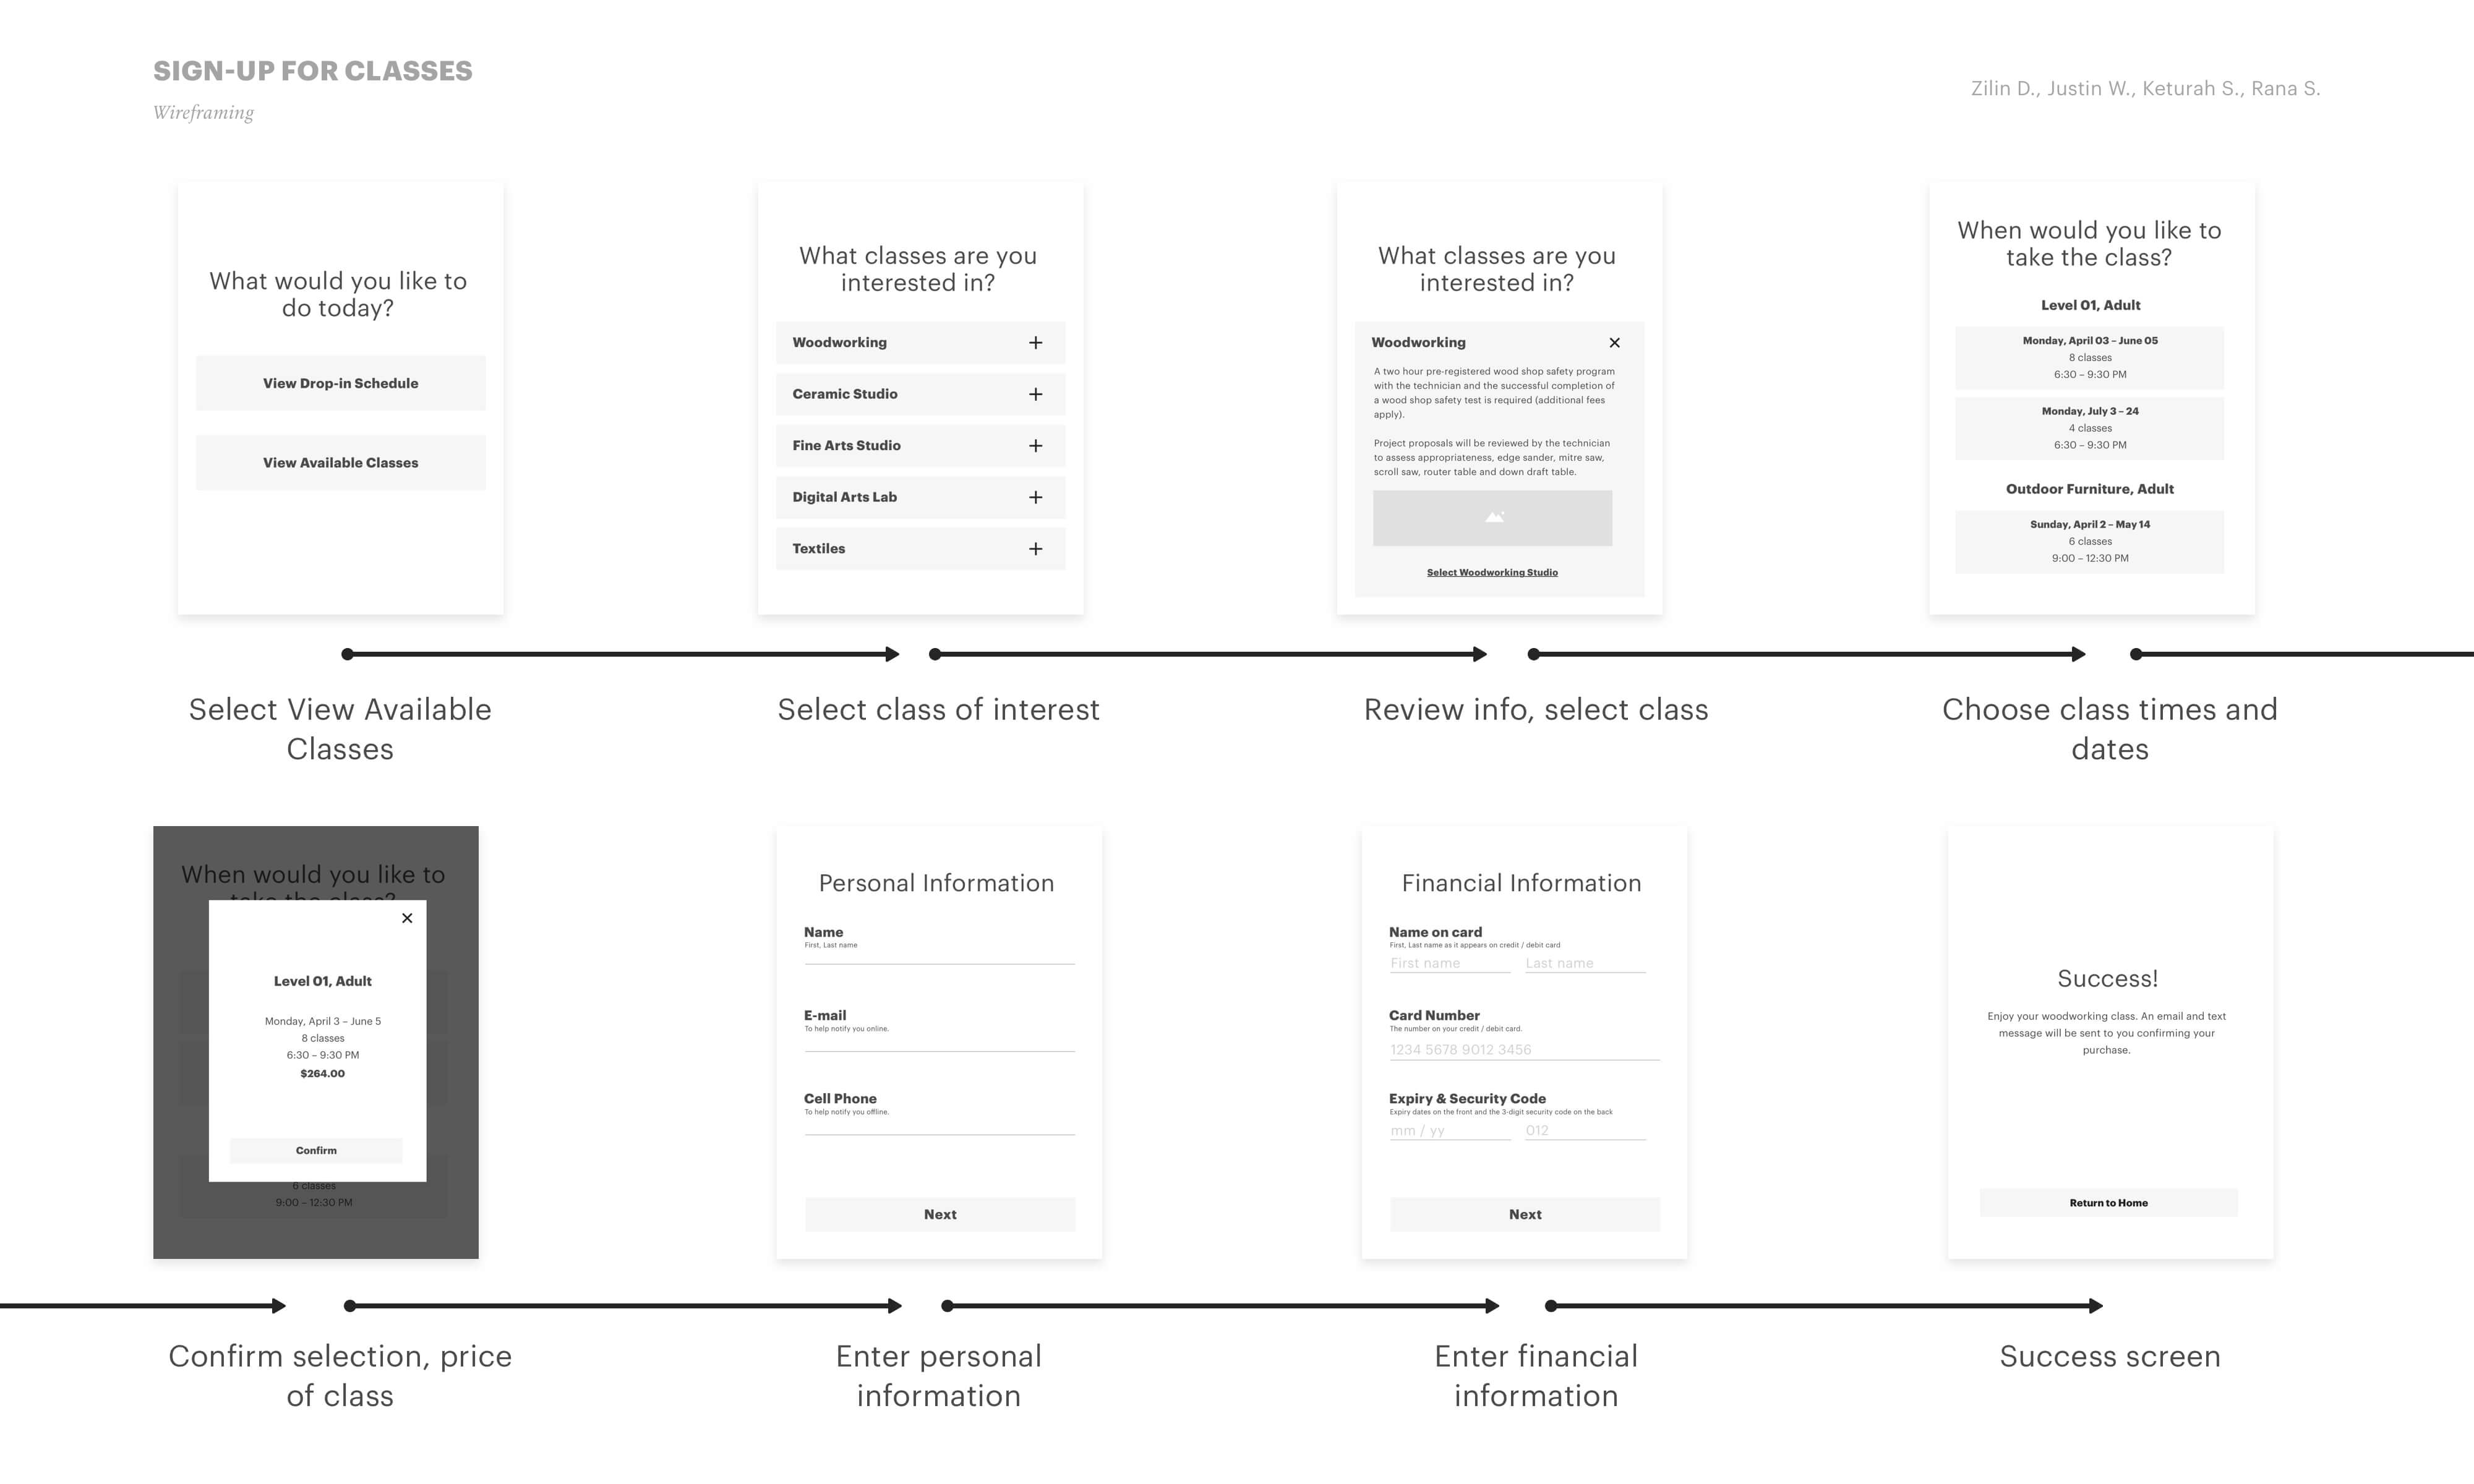 SIGN-UP FOR CLASSES
Wireframing
Zilin D., Justin W., Keturah S., Rana S.
What would you like to
do today?
View Drop-in Schedule
View Available Classes
Select View Available
Classes
What classes are you
interested in?
Woodworking
Ceramic Studio
Fine Arts Studio
Digital Arts Lab
Textiles
Select class of interest
What classes are you
interested in?
Woodworking
A two hour pre-registered wood shop safety program
with the technician and the successful completion of
a wood shop safety test is required (additional fees
apply).
Project proposals will be reviewed by the technician
to assess appropriateness, edge sander, mitre saw,
scroll saw, router table and down draft table.
Select Woodworking Studio
Review info, select class
When would you like to
take the class?
Level 01, Adult
Monday, April 03 – June 05
8 classes
6:30 – 9:30 PM
Monday, July 3 – 24
4 classes
6:30 – 9:30 PM
Outdoor Furniture, Adult
Sunday, April 2 – May 14
6 classes
9:00 – 12:30 PM
Choose class times and
dates
When would you like to
take the class?
Level 01, Adult
Monday, April 3 – June 5
8 classes
6:30 – 9:30 PM
$264.00
Confirm
6 classes
9:00 – 12:30 PM
Confirm selection, price
of class
Personal Information
Name
First, Last name
E-mail
To help notify you online.
Cell Phone
To help notify you offline.
Next
Enter personal
information
Financial Information
Name on card
First, Last name as it appears on credit / debit card
First name Last name
Card Number
The number on your credit / debit card.
1234 5678 9012 3456
Expiry & Security Code
Expiry dates on the front and the 3-digit security code on the back
mm / yy 012
Next
Enter financial
information
Success!
Enjoy your woodworking class. An email and text
message will be sent to you confirming your
purchase.
Return to Home
Success screen